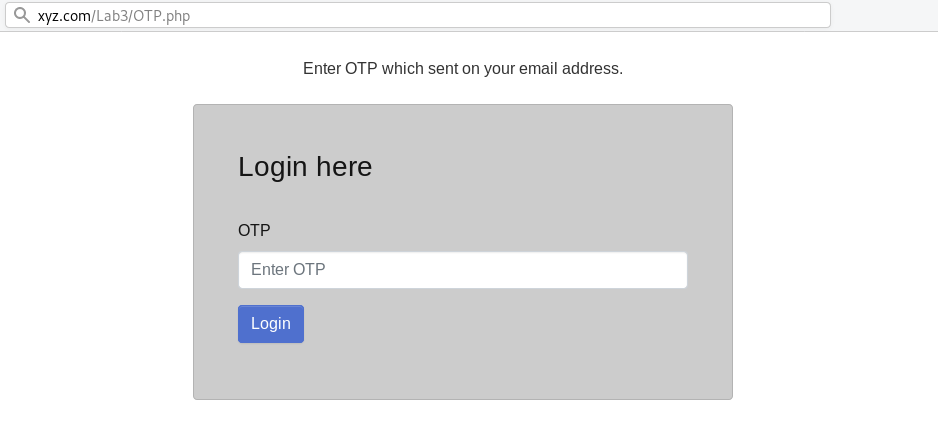 xyz.com/Lab3/OTP.php
Enter OTP which sent on your email address.
Login here
OTP
Enter OTP
Login